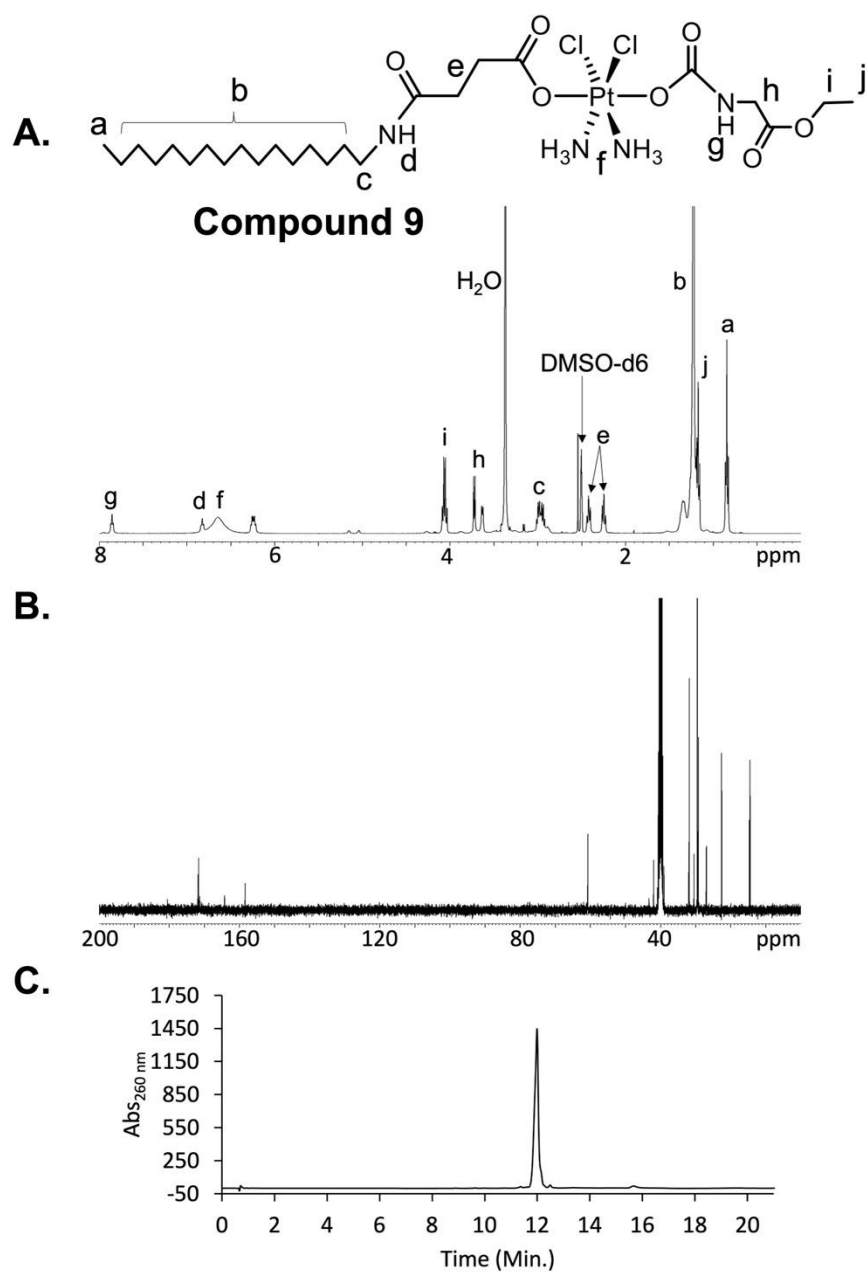 A.
a
b
c
O
N
H
d
e
O
O
Cl
Cl
Pt
H3N
f
NH3
O
O
N
H
g
h
O
O
i
j
Compound 9
H2O
DMSO-d6
b
a
j
i
h
e
c
g
d
f
8
6
4
2
ppm
B.
200
160
120
80
40
ppm
C.
1750
1450
1150
850
550
250
-50
Abs260 nm
0 2 4 6 8 10 12 14 16 18 20
Time (Min.)